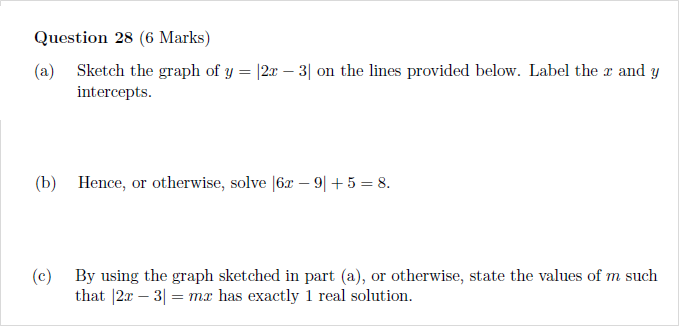 Question 28 (6 Marks)
(a) Sketch the graph of y = |2x − 3| on the lines provided below. Label the x and y
intercepts.
(b) Hence, or otherwise, solve |6x − 9| + 5 = 8.
(c) By using the graph sketched in part (a), or otherwise, state the values of m such
that |2x − 3| = mx has exactly 1 real solution.